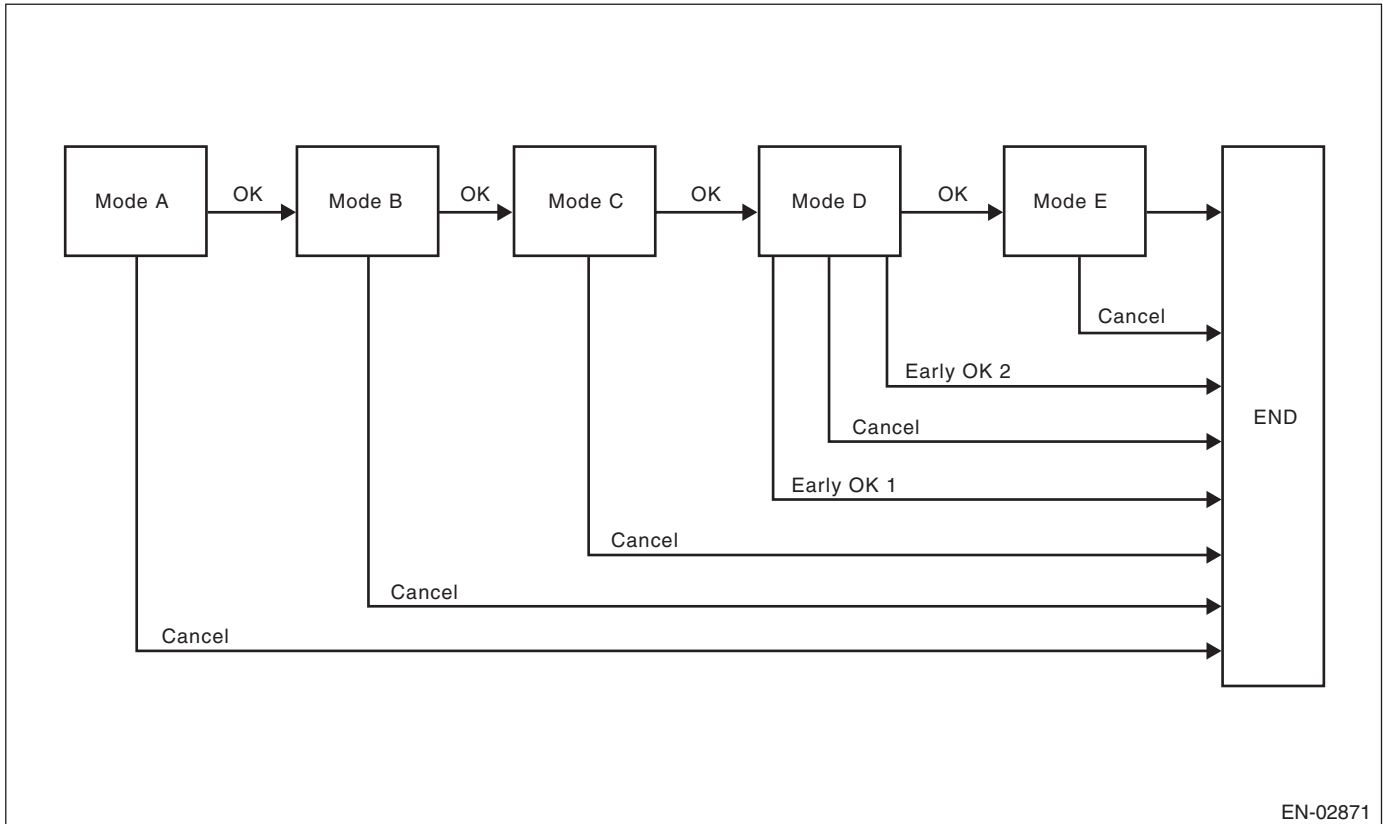 OK
OK
OK
OK
Mode A
Mode B
Mode C
Mode D
Mode E
Cancel
Early OK 2
END
Cancel
Early OK 1
Cancel
Cancel
Cancel
EN-02871